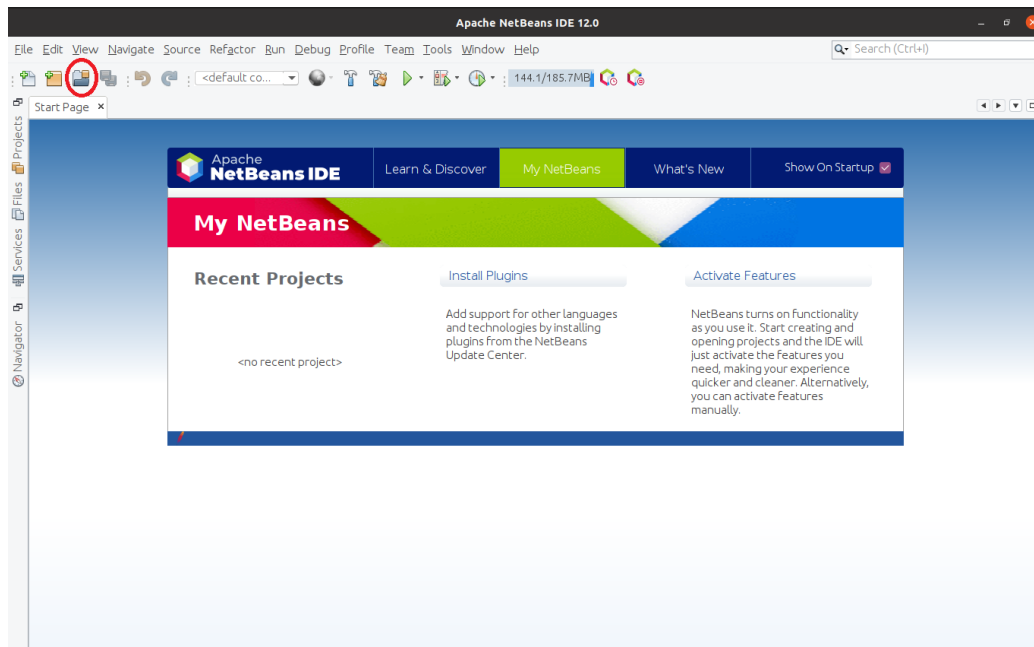 Apache NetBeans IDE 12.0
File Edit View Navigate Source Refactor Run Debug Profile Team Tools Window Help
Search (Ctrl+I)
<default co...
144.1/185.7MB
Start Page
Projects
Files
Services
Navigator
Apache
NetBeans IDE
Learn & Discover
My NetBeans
What's New
Show On Startup
My NetBeans
Recent Projects
<no recent project>
Install Plugins
Add support for other languages
and technologies by installing
plugins from the NetBeans
Update Center.
Activate Features
NetBeans turns on functionality
as you use it. Start creating and
opening projects and the IDE will
just activate the features you
need, making your experience
quicker and cleaner. Alternatively,
you can activate features
manually.